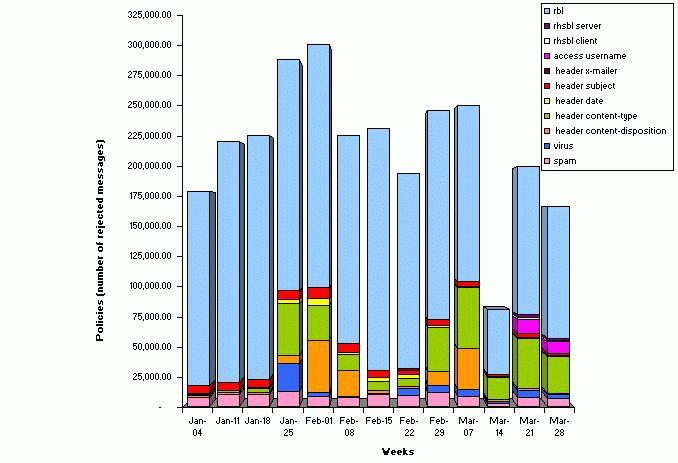 325,000.00
300,000.00
275,000.00
250,000.00
225,000.00
200,000.00
175,000.00
150,000.00
125,000.00
100,000.00
75,000.00
50,000.00
25,000.00
-
Policies (number of rejected messages)
Jan-04
Jan-11
Jan-18
Jan-25
Feb-01
Feb-08
Feb-15
Feb-22
Feb-29
Mar-07
Mar-14
Mar-21
Mar-28
Weeks
rbl
rhsbl server
rhsbl client
access username
header x-mailer
header subject
header date
header content-type
header content-disposition
virus
spam